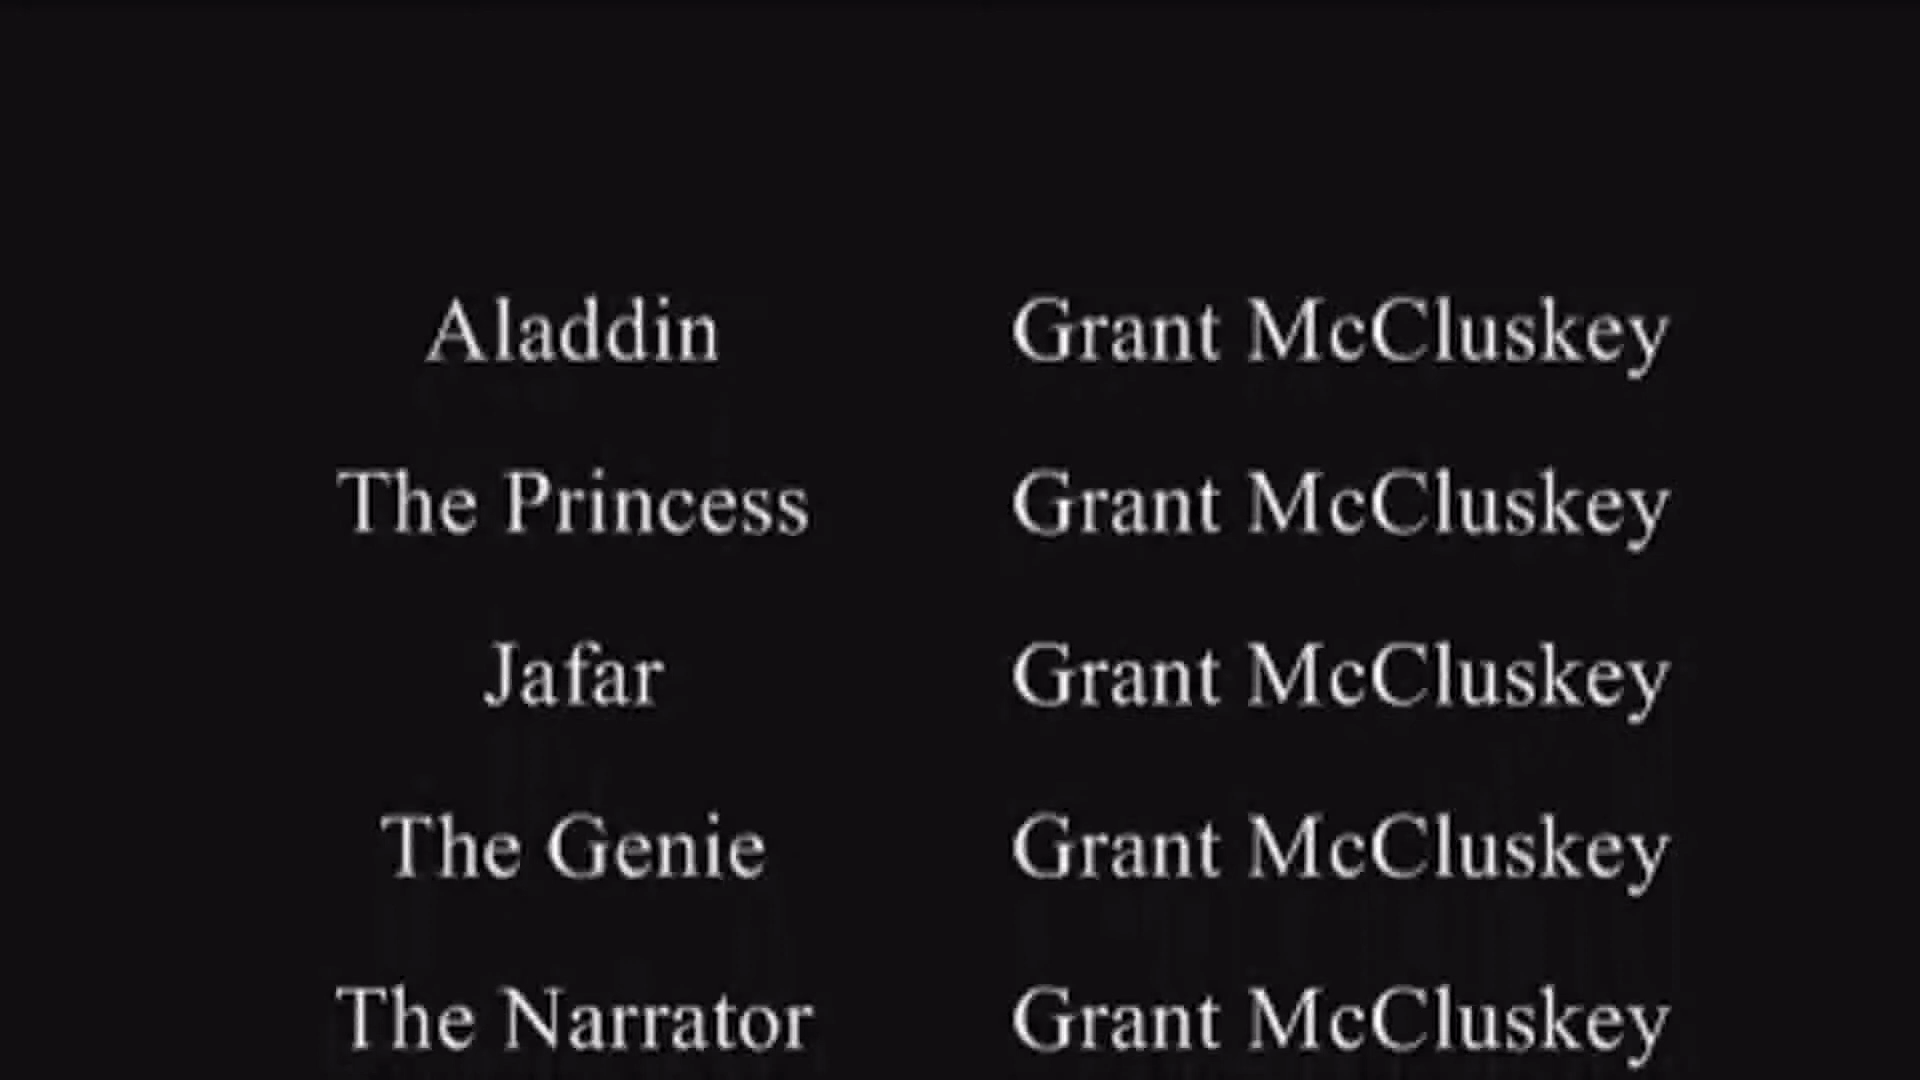 Aladdin Grant McCluskey
The Princess Grant McCluskey
Jafar Grant McCluskey
The Genie Grant McCluskey
The Narrator Grant McCluskey